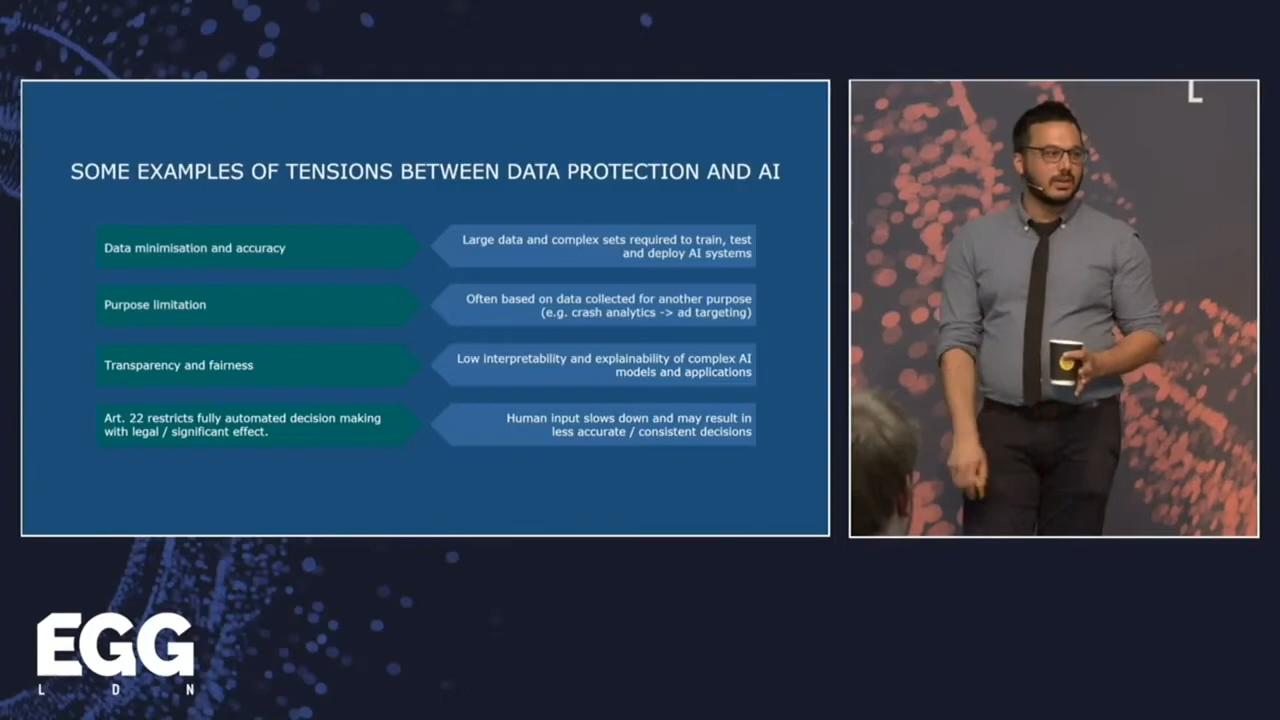 SOME EXAMPLES OF TENSIONS BETWEEN DATA PROTECTION AND AI
Data minimisation and accuracy
Large data and complex sets required to train, test
and deploy AI systems
Purpose limitation
Often based on data collected for another purpose
(e.g. crash analytics -> ad targeting)
Transparency and fairness
Low interpretability and explainability of complex AI
models and applications
Art. 22 restricts fully automated decision making
with legal / significant effect.
Human input slows down and may result in
less accurate / consistent decisions
L
EGG
L D N